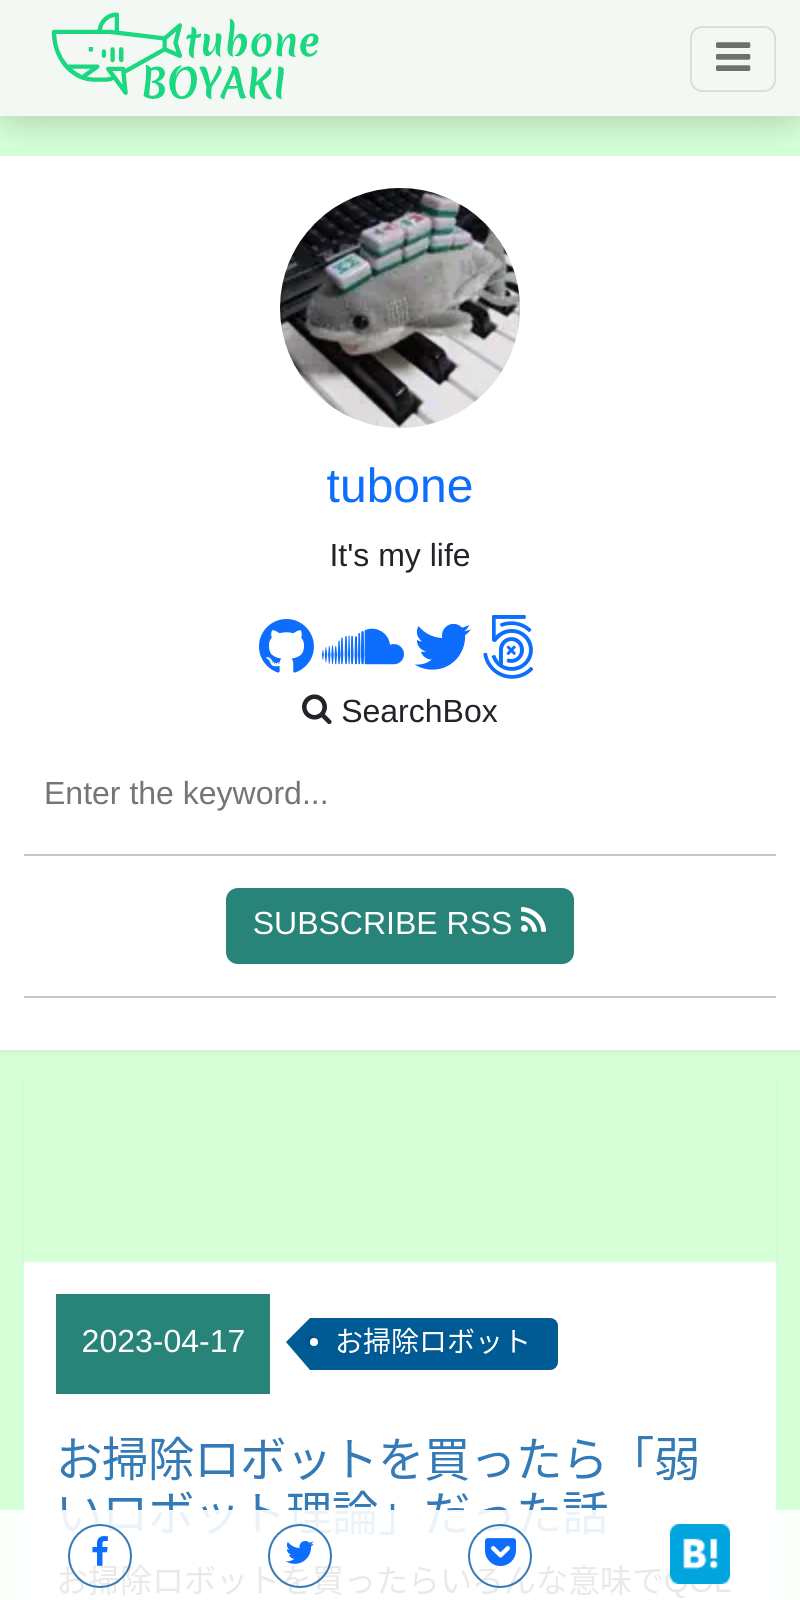 tubone
BOYAKI
tubone
It's my life
SearchBox
Enter the keyword...
SUBSCRIBE RSS
2023-04-17
お掃除ロボット
お掃除ロボットを買ったら「弱
いロボット理論」だった話
お掃除ロボットを買ったらいろんな意味でQOL
B!